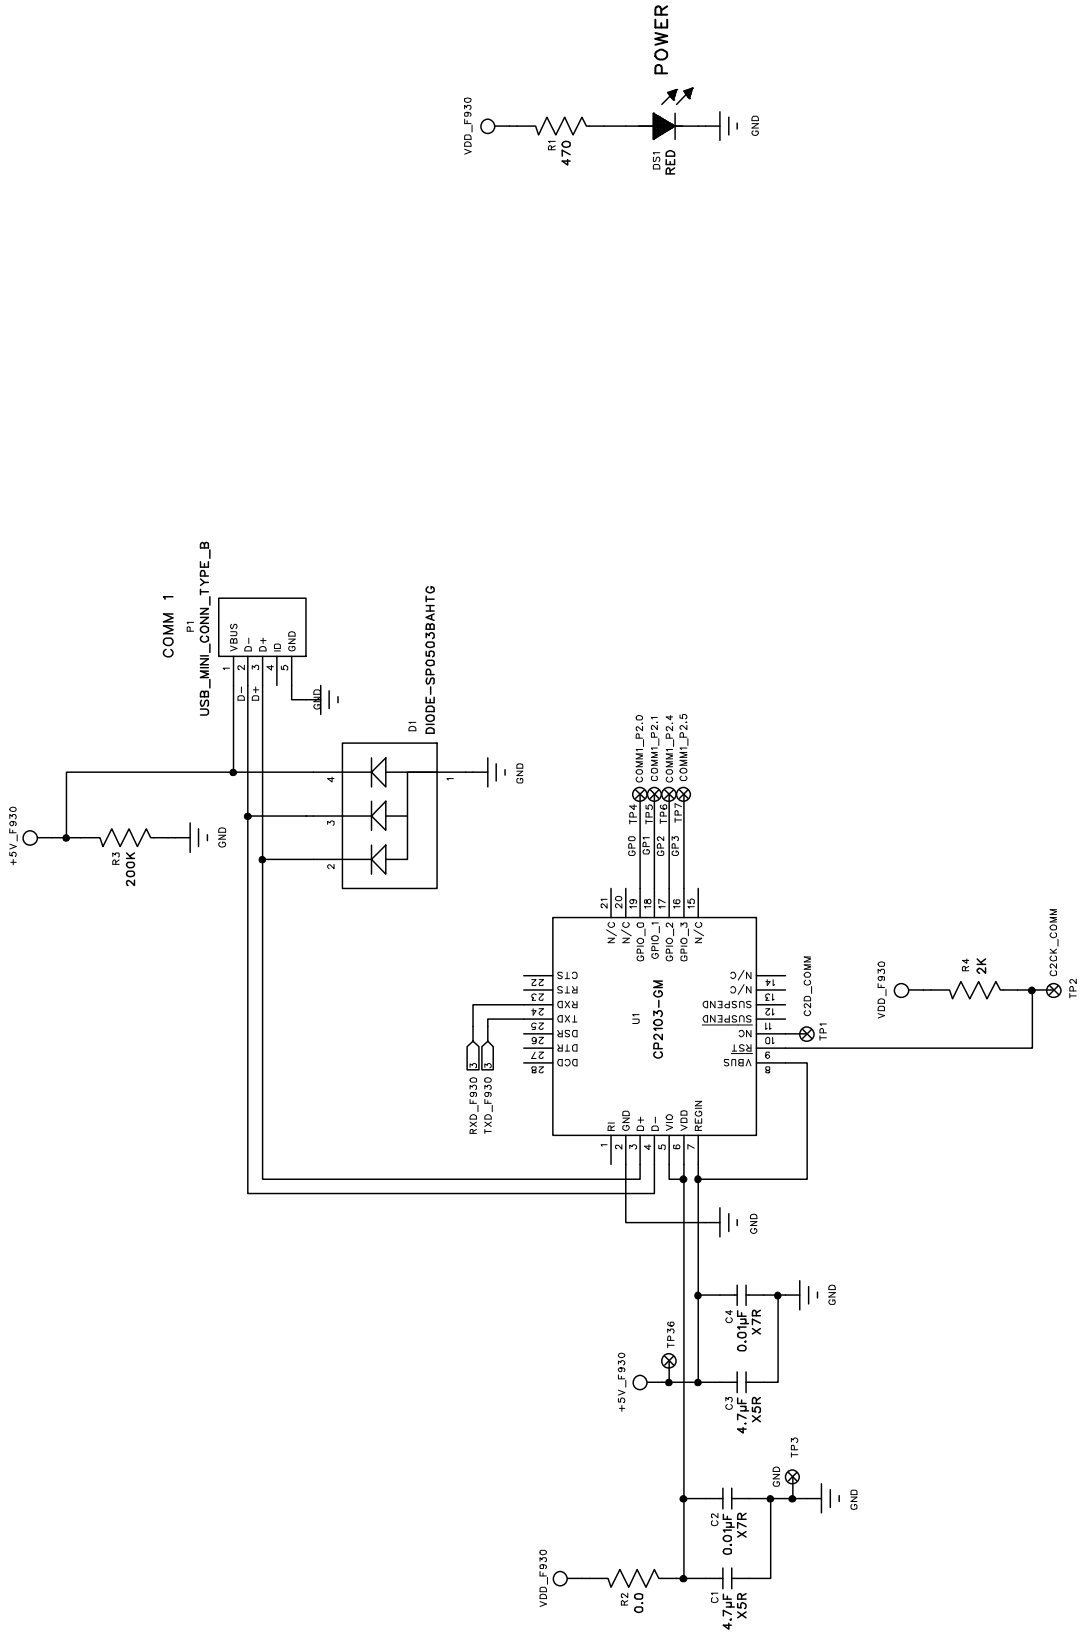 POWER
VDD_F930
R1
470
DS1
RED
GND
COMM 1
P1
USB_MINI_CONN_TYPE_B
1
2
3
4
5
VBUS
D-
D+
ID
GND
D-
D+
GND
D1
DIODE-SP0503BAHTG
4
3
2
1
GND
+5V_F930
R3
200K
GND
GP0
GP1
GP2
GP3
TP4
TP5
TP6
TP7
COMM1_P2.0
COMM1_P2.1
COMM1_P2.4
COMM1_P2.5
N/C 21
N/C 20
GPIO_0 19
GPIO_1 18
GPIO_2 17
GPIO_3 16
N/C 15
22 CTS
23 RTS
24 RXD
25 TXD
26 DSR
27 DTR
28 DCD
RXD_F930 3
TXD_F930 3
U1
CP2103-GM
N/C 14
N/C 13
SUSPEND 12
SUSPEND 11
NC 10
RST 9
VBUS 8
1 RI
2 GND
3 D+
4 D-
5 VIO
6 VDD
7 REGIN
C2D_COMM
TP1
VDD_F930
R4
2K
C2CK_COMM
TP2
GND
C4
0.01µF
X7R
GND
+5V_F930
TP36
C3
4.7µF
X5R
GND
TP3
C2
0.01µF
X7R
GND
VDD_F930
R2
0.0
C1
4.7µF
X5R